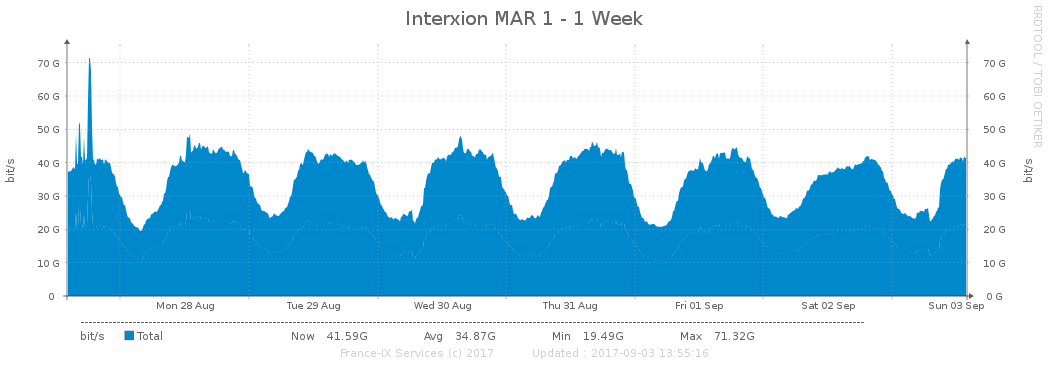 Interxion MAR 1 - 1 Week
RRDTOOL / TOBI OETIKER
bit/s
70 G 70 G
60 G 60 G
50 G 50 G
40 G 40 G
30 G 30 G
20 G 20 G
10 G 10 G
0 0 G
bit/s
Mon 28 Aug Tue 29 Aug Wed 30 Aug Thu 31 Aug Fri 01 Sep Sat 02 Sep Sun 03 Sep
bit/s Total Now 41.59G Avg 34.87G Min 19.49G Max 71.32G
France-IX Services (c) 2017 Updated : 2017-09-03 13:55:16